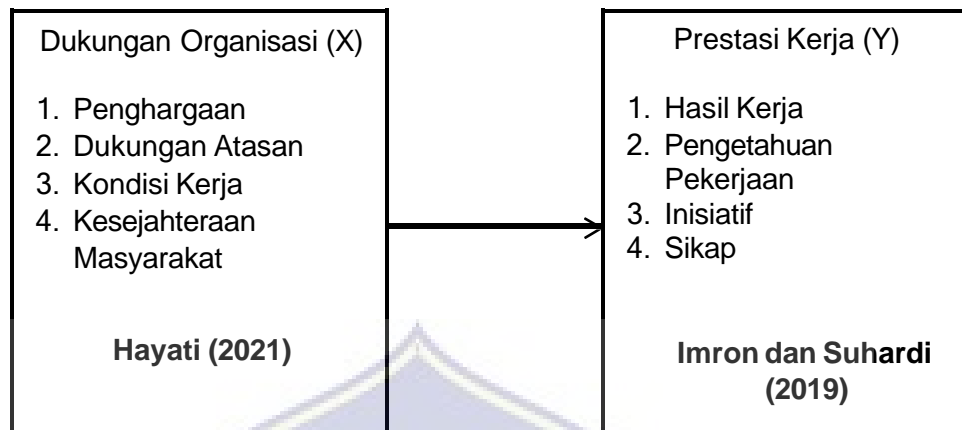 Dukungan Organisasi (X)
1. Penghargaan
2. Dukungan Atasan
3. Kondisi Kerja
4. Kesejahteraan
Masyarakat
Hayati (2021)
Prestasi Kerja (Y)
1. Hasil Kerja
2. Pengetahuan
Pekerjaan
3. Inisiatif
4. Sikap
Imron dan Suhardi
(2019)